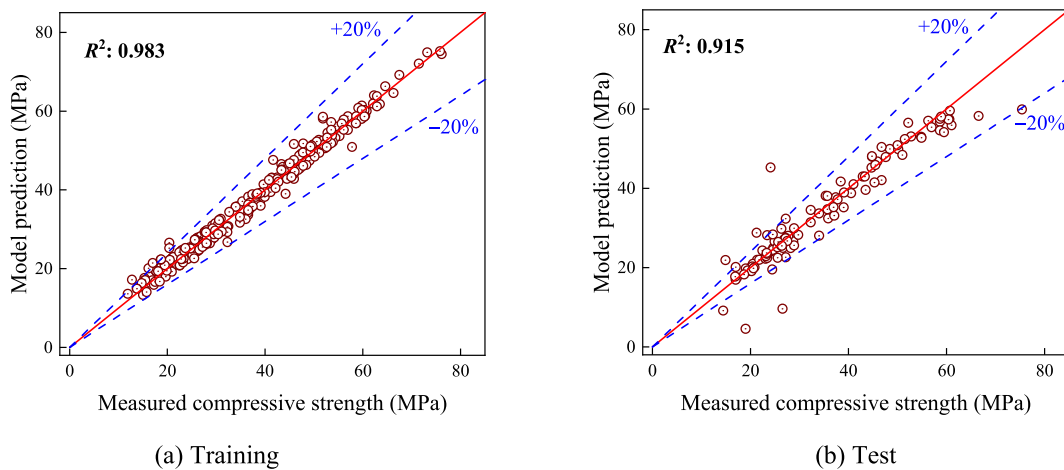 80
60
40
20
0
0 20 40 60 80
Model prediction (MPa)
Measured compressive strength (MPa)
R²: 0.983
+20%
−20%
(a) Training
80
60
40
20
0
0 20 40 60 80
Model prediction (MPa)
Measured compressive strength (MPa)
R²: 0.915
+20%
−20%
(b) Test